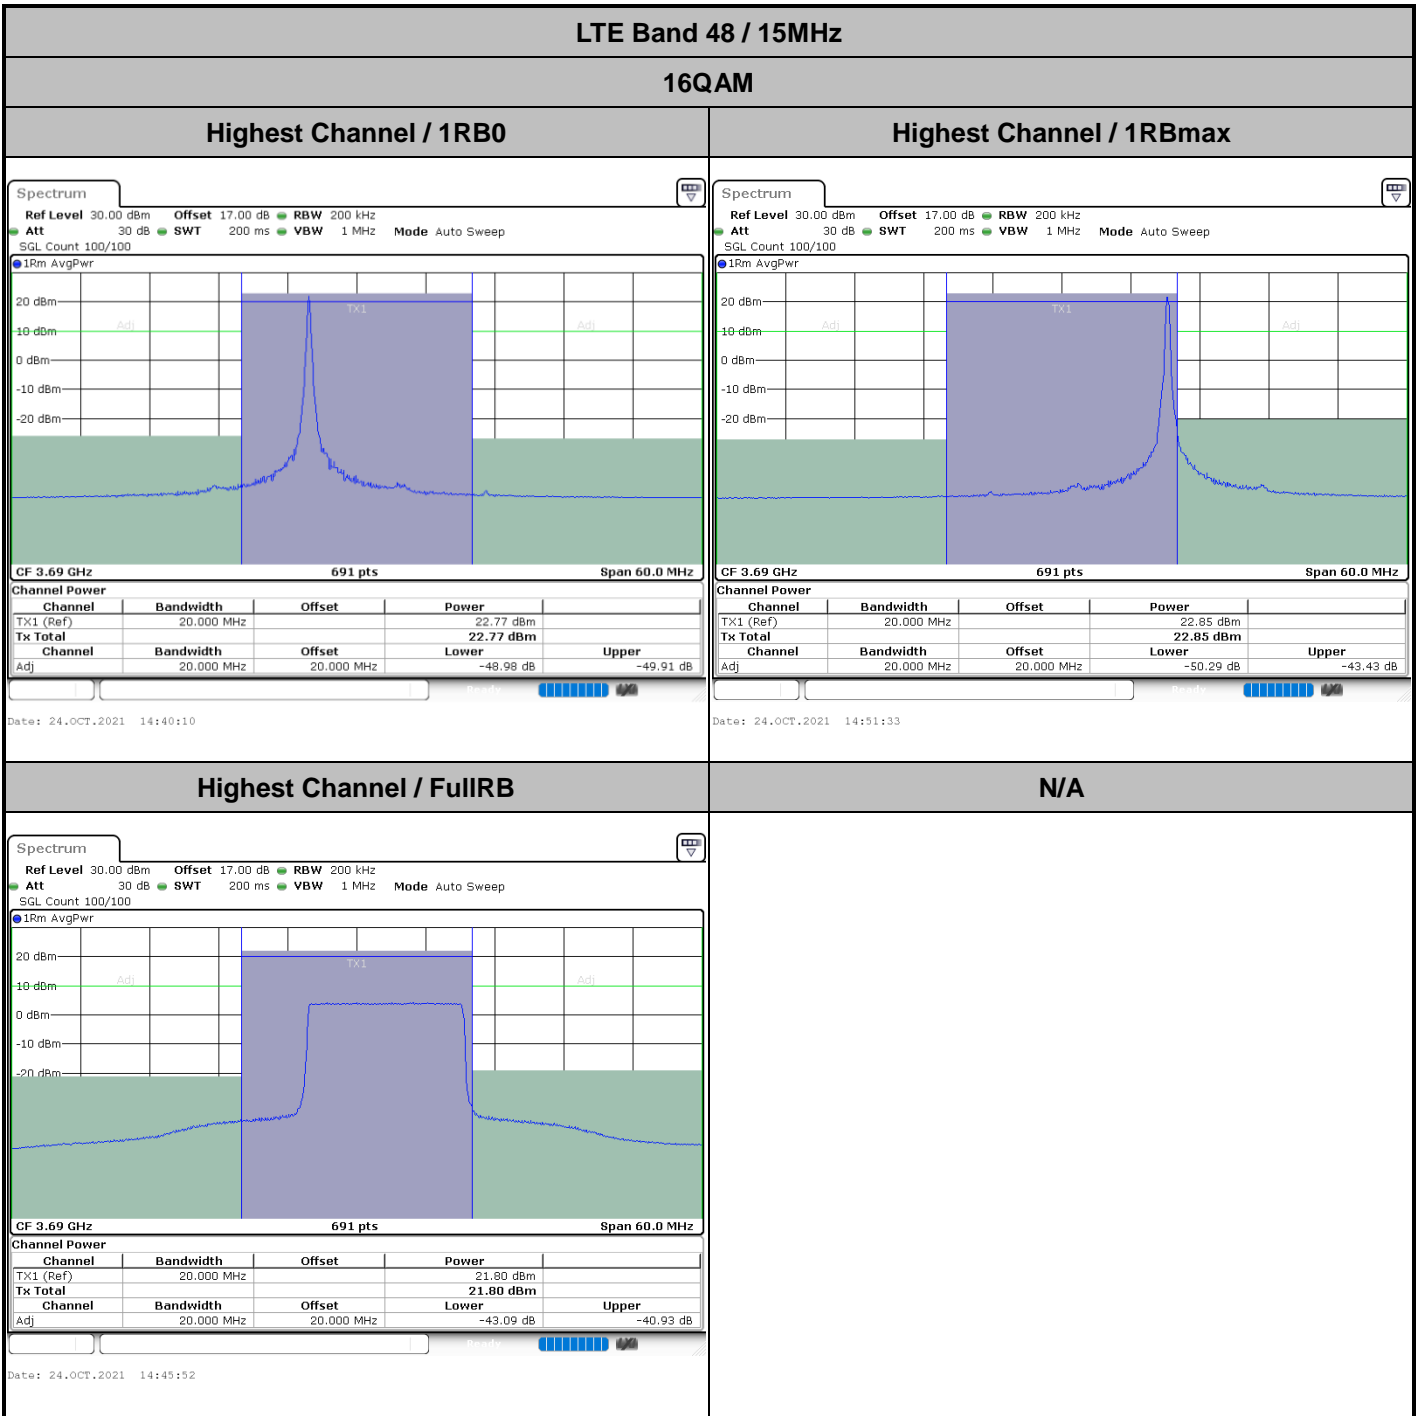 LTE Band 48 / 15MHz
16QAM
Highest Channel / 1RB0
Highest Channel / 1RBmax
Spectrum
Ref Level 30.00 dBm Offset 17.00 dB RBW 200 kHz
Att 30 dB SWT 200 ms VBW 1 MHz Mode Auto Sweep
SGL Count 100/100
1Rm AvgPwr
20 dBm
10 dBm
0 dBm
-10 dBm
-20 dBm
Adj
TX1
Adj
CF 3.69 GHz 691 pts Span 60.0 MHz
Channel Power
Channel Bandwidth Offset Power
TX1 (Ref) 20.000 MHz 22.77 dBm
Tx Total 22.77 dBm
Channel Bandwidth Offset Lower Upper
Adj 20.000 MHz 20.000 MHz -48.98 dB -49.91 dB
Ready
Date: 24.OCT.2021 14:40:10
Spectrum
Ref Level 30.00 dBm Offset 17.00 dB RBW 200 kHz
Att 30 dB SWT 200 ms VBW 1 MHz Mode Auto Sweep
SGL Count 100/100
1Rm AvgPwr
20 dBm
10 dBm
0 dBm
-10 dBm
-20 dBm
Adj
TX1
Adj
CF 3.69 GHz 691 pts Span 60.0 MHz
Channel Power
Channel Bandwidth Offset Power
TX1 (Ref) 20.000 MHz 22.85 dBm
Tx Total 22.85 dBm
Channel Bandwidth Offset Lower Upper
Adj 20.000 MHz 20.000 MHz -50.29 dB -43.43 dB
Ready
Date: 24.OCT.2021 14:51:33
Highest Channel / FullRB
N/A
Spectrum
Ref Level 30.00 dBm Offset 17.00 dB RBW 200 kHz
Att 30 dB SWT 200 ms VBW 1 MHz Mode Auto Sweep
SGL Count 100/100
1Rm AvgPwr
20 dBm
10 dBm
0 dBm
-10 dBm
-20 dBm
Adj
TX1
Adj
CF 3.69 GHz 691 pts Span 60.0 MHz
Channel Power
Channel Bandwidth Offset Power
TX1 (Ref) 20.000 MHz 21.80 dBm
Tx Total 21.80 dBm
Channel Bandwidth Offset Lower Upper
Adj 20.000 MHz 20.000 MHz -43.09 dB -40.93 dB
Ready
Date: 24.OCT.2021 14:45:52